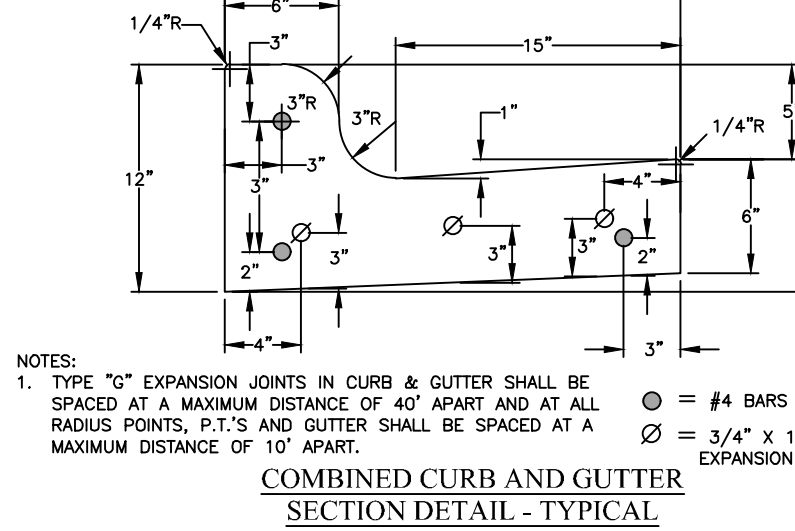 6"
1/4"R
3"
15"
3"R
3"R
1"
5
1/4"R
12"
3"
3"
4"
6"
2"
3"
3"
3"
2"
4"
3"
NOTES:
1. TYPE "G" EXPANSION JOINTS IN CURB & GUTTER SHALL BE
SPACED AT A MAXIMUM DISTANCE OF 40' APART AND AT ALL
RADIUS POINTS, P.T.'S AND GUTTER SHALL BE SPACED AT A
MAXIMUM DISTANCE OF 10' APART.
= #4 BARS
= 3/4" X 1
EXPANSION
COMBINED CURB AND GUTTER
SECTION DETAIL - TYPICAL